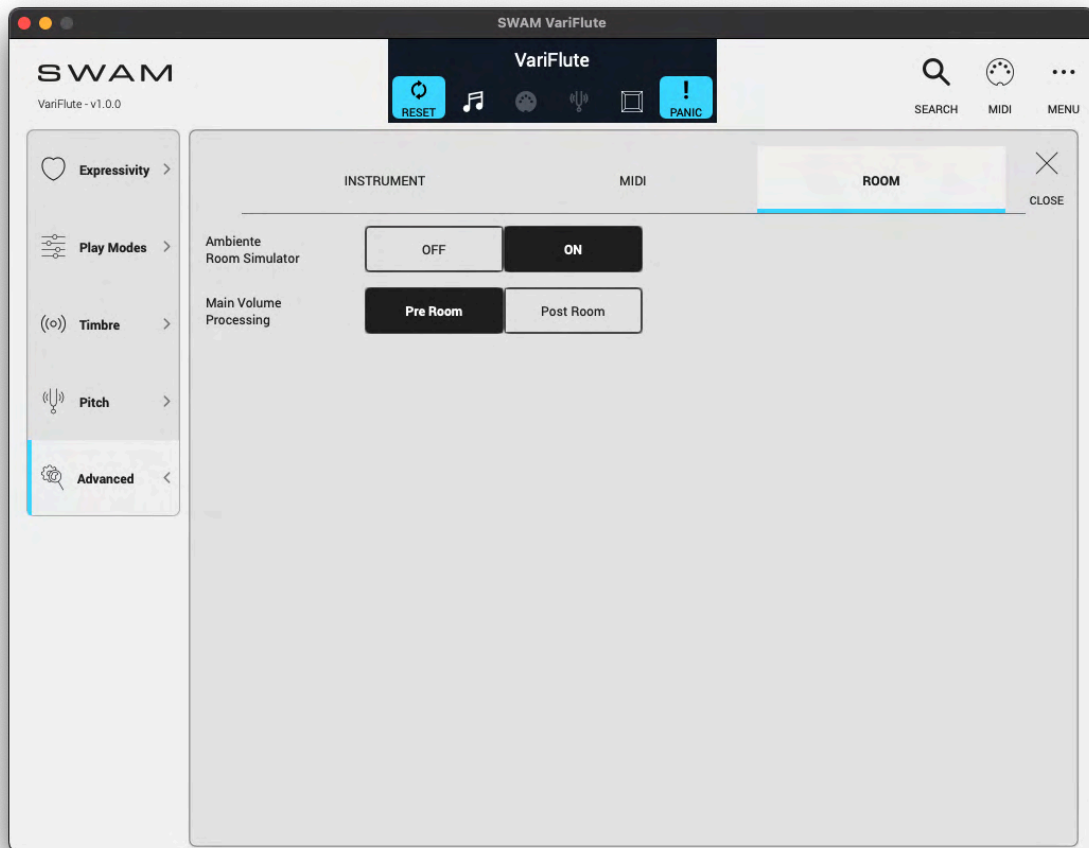 SWAM VariFlute
SWAM
VariFlute - v1.0.0
VariFlute
RESET
PANIC
SEARCH
MIDI
MENU
Expressivity
Play Modes
Timbre
Pitch
Advanced
INSTRUMENT
MIDI
ROOM
CLOSE
Ambiente
Room Simulator
OFF
ON
Main Volume
Processing
Pre Room
Post Room